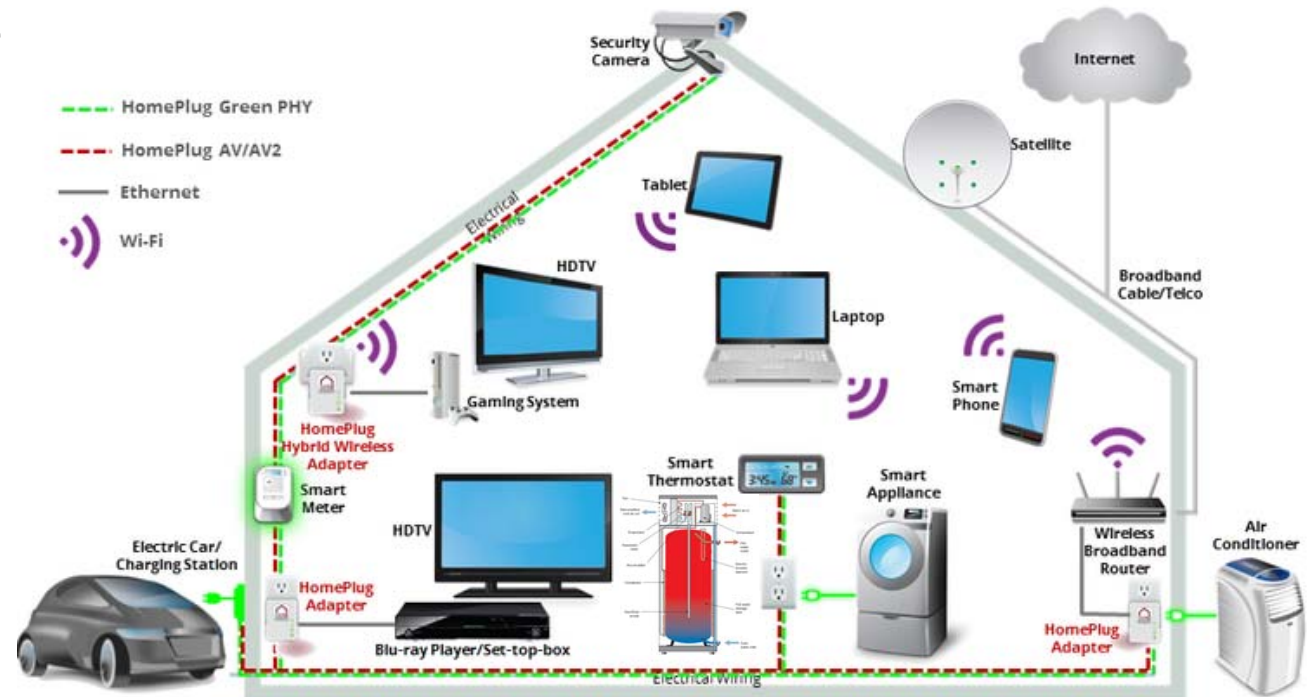 Security
Camera
Internet
HomePlug Green PHY
HomePlug AV/AV2
Ethernet
Wi-Fi
Satellite
Tablet
Electrical
Wiring
HDTV
Broadband
Cable/Telco
Laptop
Smart
Phone
Gaming System
HomePlug
Hybrid Wireless
Adapter
Smart
Meter
Smart
Thermostat
3:45 68°
Smart
Appliance
HDTV
Wireless
Broadband
Router
Air
Conditioner
Electric Car/
Charging Station
HomePlug
Adapter
HomePlug
Adapter
Blu-ray Player/Set-top-box
Electrical Wiring